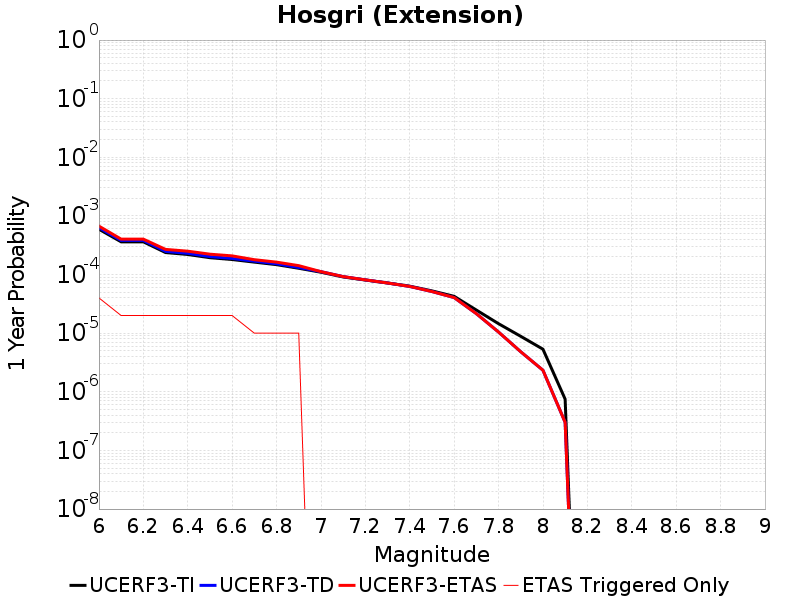 Hosgri (Extension)
1 Year Probability
10^0
10^-1
10^-2
10^-3
10^-4
10^-5
10^-6
10^-7
10^-8
6 6.2 6.4 6.6 6.8 7 7.2 7.4 7.6 7.8 8 8.2 8.4 8.6 8.8 9
Magnitude
UCERF3-TI UCERF3-TD UCERF3-ETAS ETAS Triggered Only